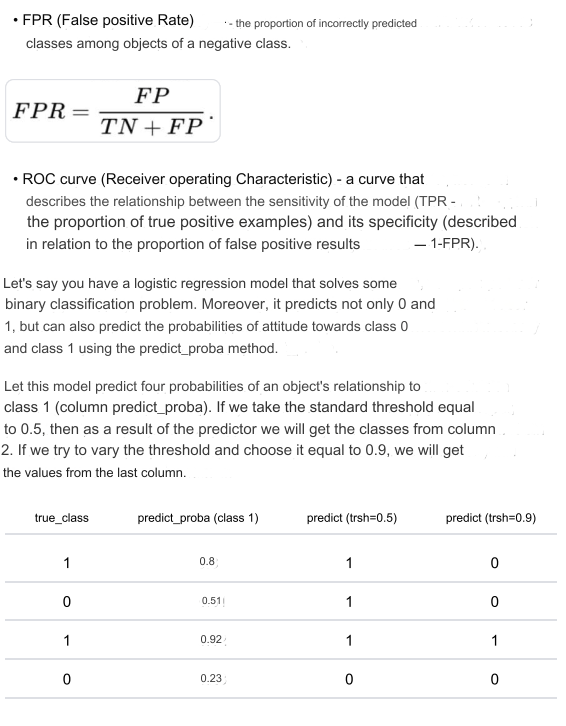 • FPR (False positive Rate) - the proportion of incorrectly predicted
classes among objects of a negative class.
FPR = FP / (TN + FP) .
• ROC curve (Receiver operating Characteristic) - a curve that
describes the relationship between the sensitivity of the model (TPR -
the proportion of true positive examples) and its specificity (described
in relation to the proportion of false positive results — 1-FPR).
Let's say you have a logistic regression model that solves some
binary classification problem. Moreover, it predicts not only 0 and
1, but can also predict the probabilities of attitude towards class 0
and class 1 using the predict_proba method.
Let this model predict four probabilities of an object's relationship to
class 1 (column predict_proba). If we take the standard threshold equal
to 0.5, then as a result of the predictor we will get the classes from column
2. If we try to vary the threshold and choose it equal to 0.9, we will get
the values from the last column.
true_class predict_proba (class 1) predict (trsh=0.5) predict (trsh=0.9)
1 0.8 1 0
0 0.51 1 0
1 0.92 1 1
0 0.23 0 0